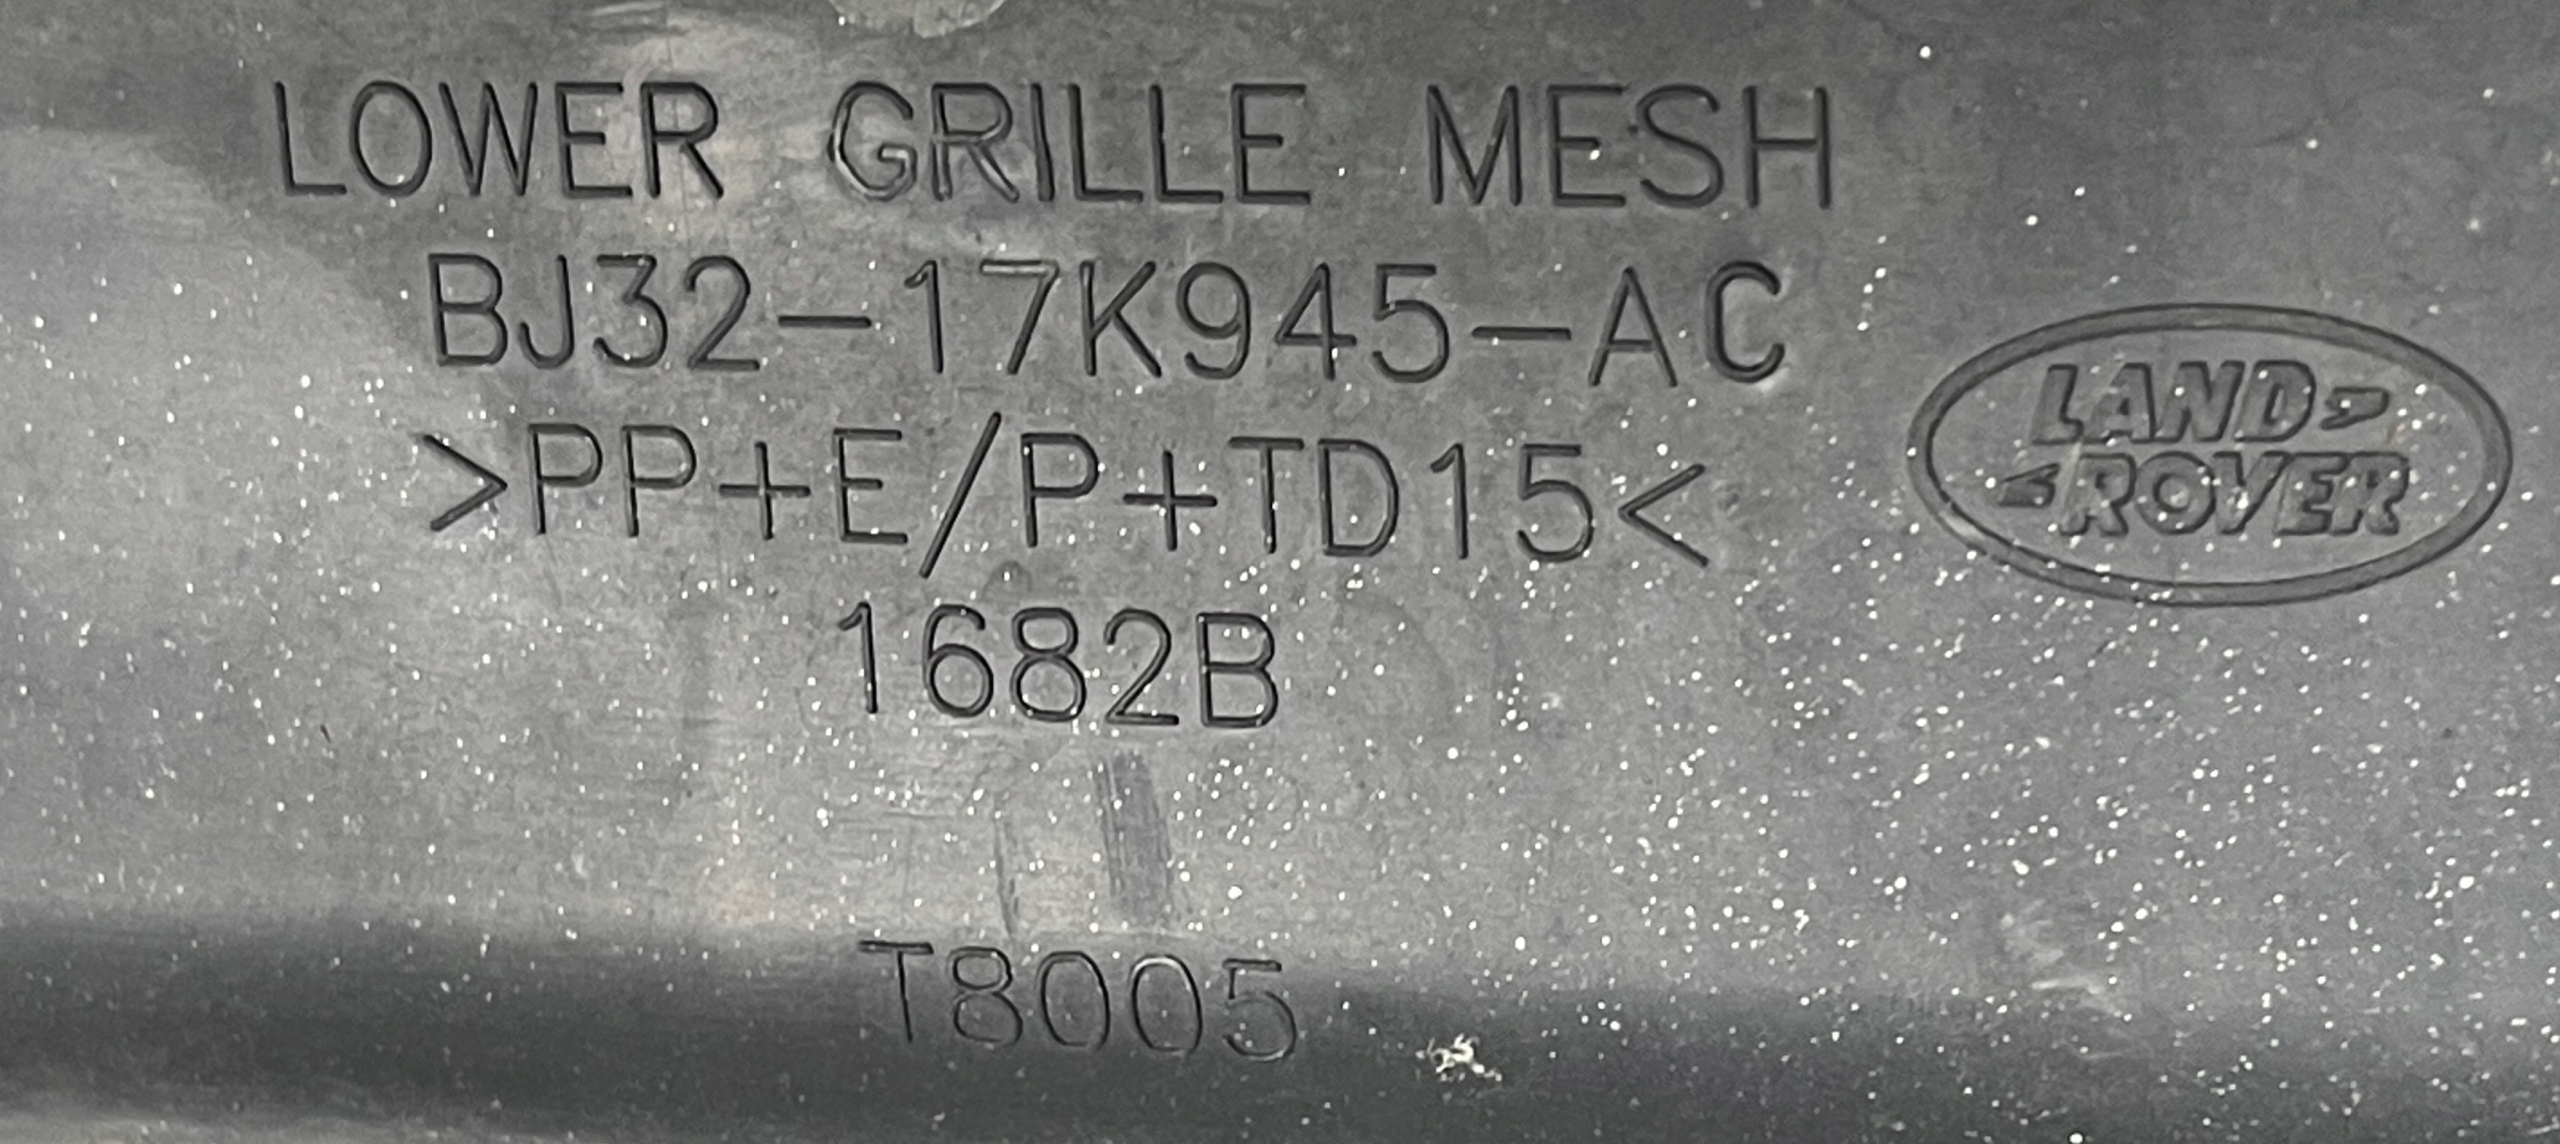 LOWER GRILLE MESH
BJ32-17K945-AC
>PP+E/P+TD15<
1682B
T8005
LAND
ROVER